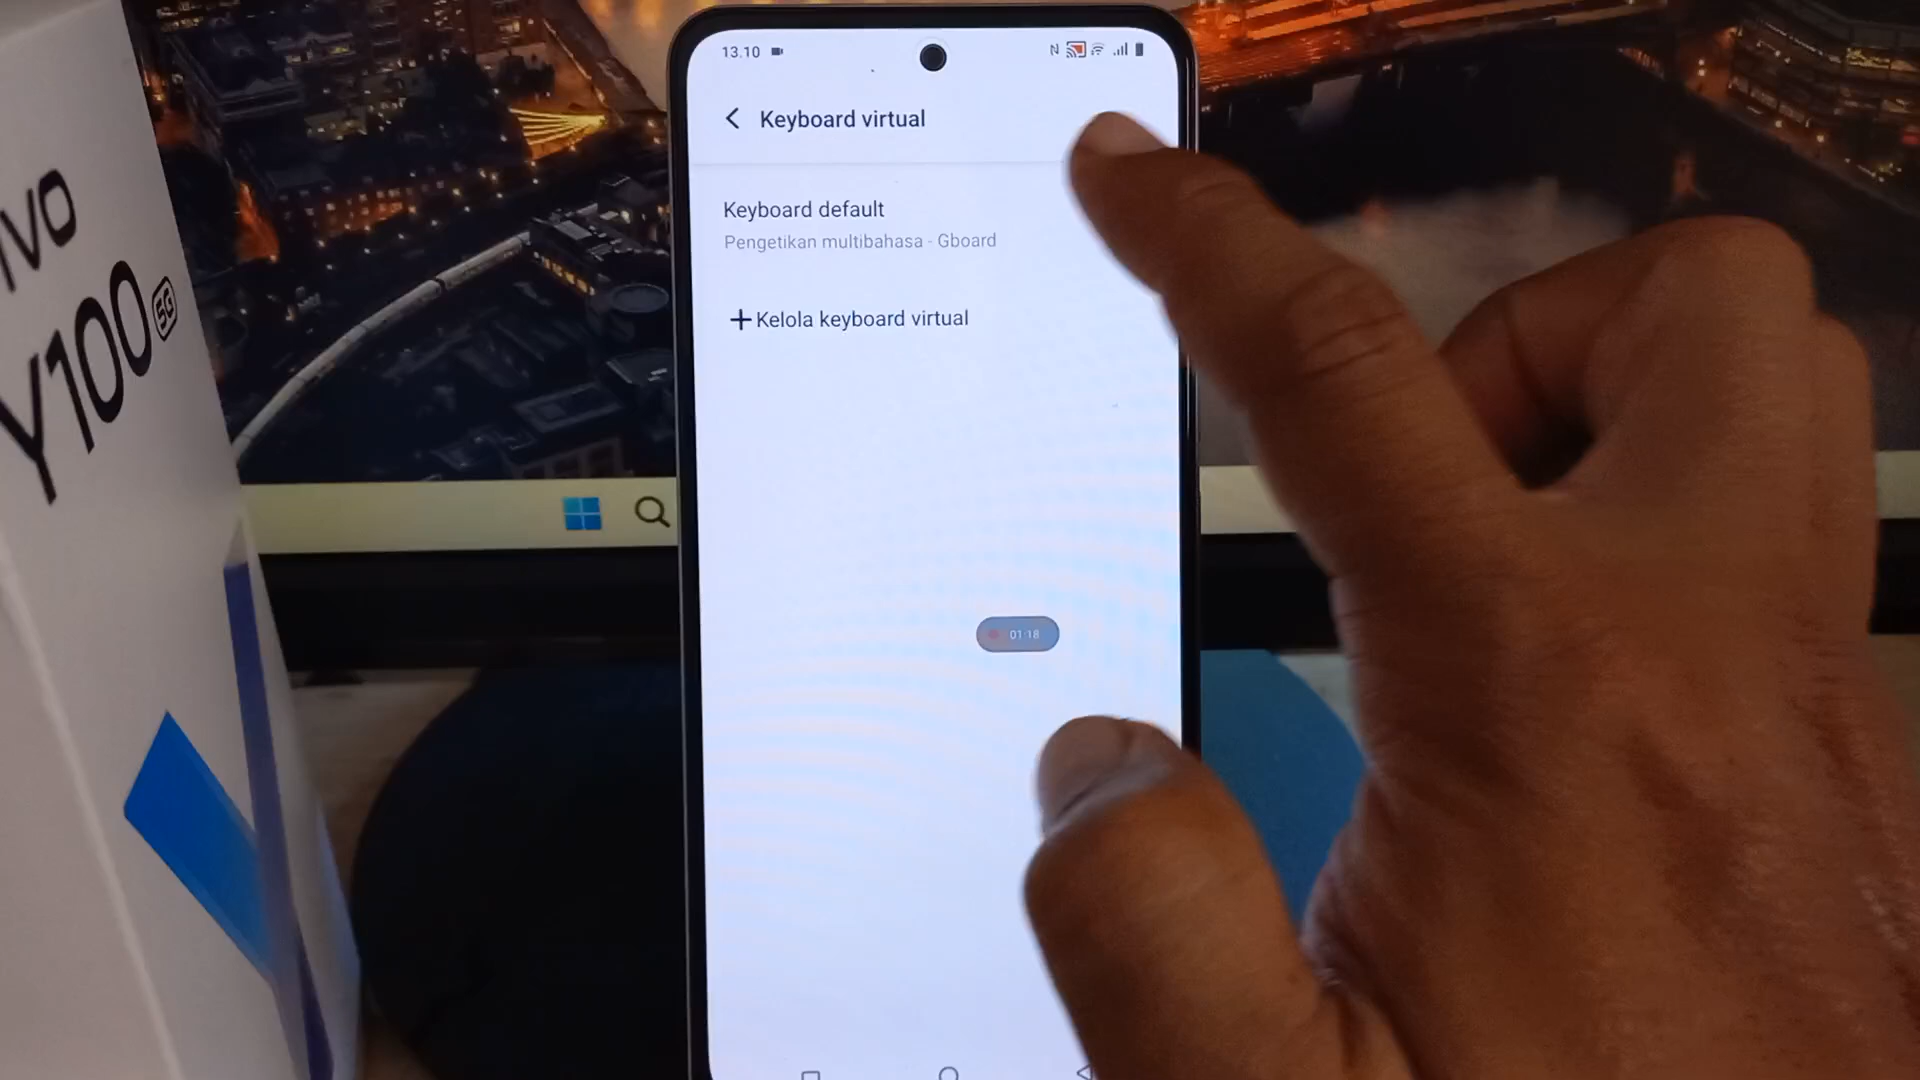 13.10
Keyboard virtual
Keyboard default
Pengetikan multibahasa - Gboard
+ Kelola keyboard virtual
01:18
vivo
Y100
5G